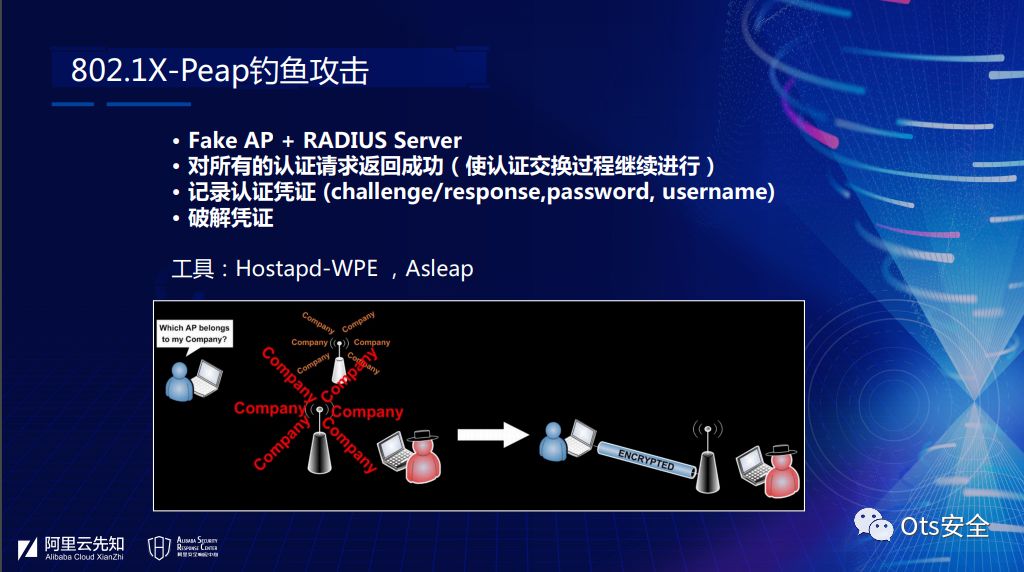 802.1X-Peap钓鱼攻击
• Fake AP + RADIUS Server
• 对所有的认证请求返回成功（使认证交换过程继续进行）
• 记录认证凭证 (challenge/response,password, username)
• 破解凭证
工具：Hostapd-WPE ，Asleap
Which AP belongs
to my Company?
Company
Company
Company
Company
Company
Company
Company
Company
Company
Company
Company
Company
ENCRYPTED
阿里云先知
Alibaba Cloud XianZhi
ALIBABA SECURITY
RESPONSE CENTER
阿里安全响应中心
Ots安全